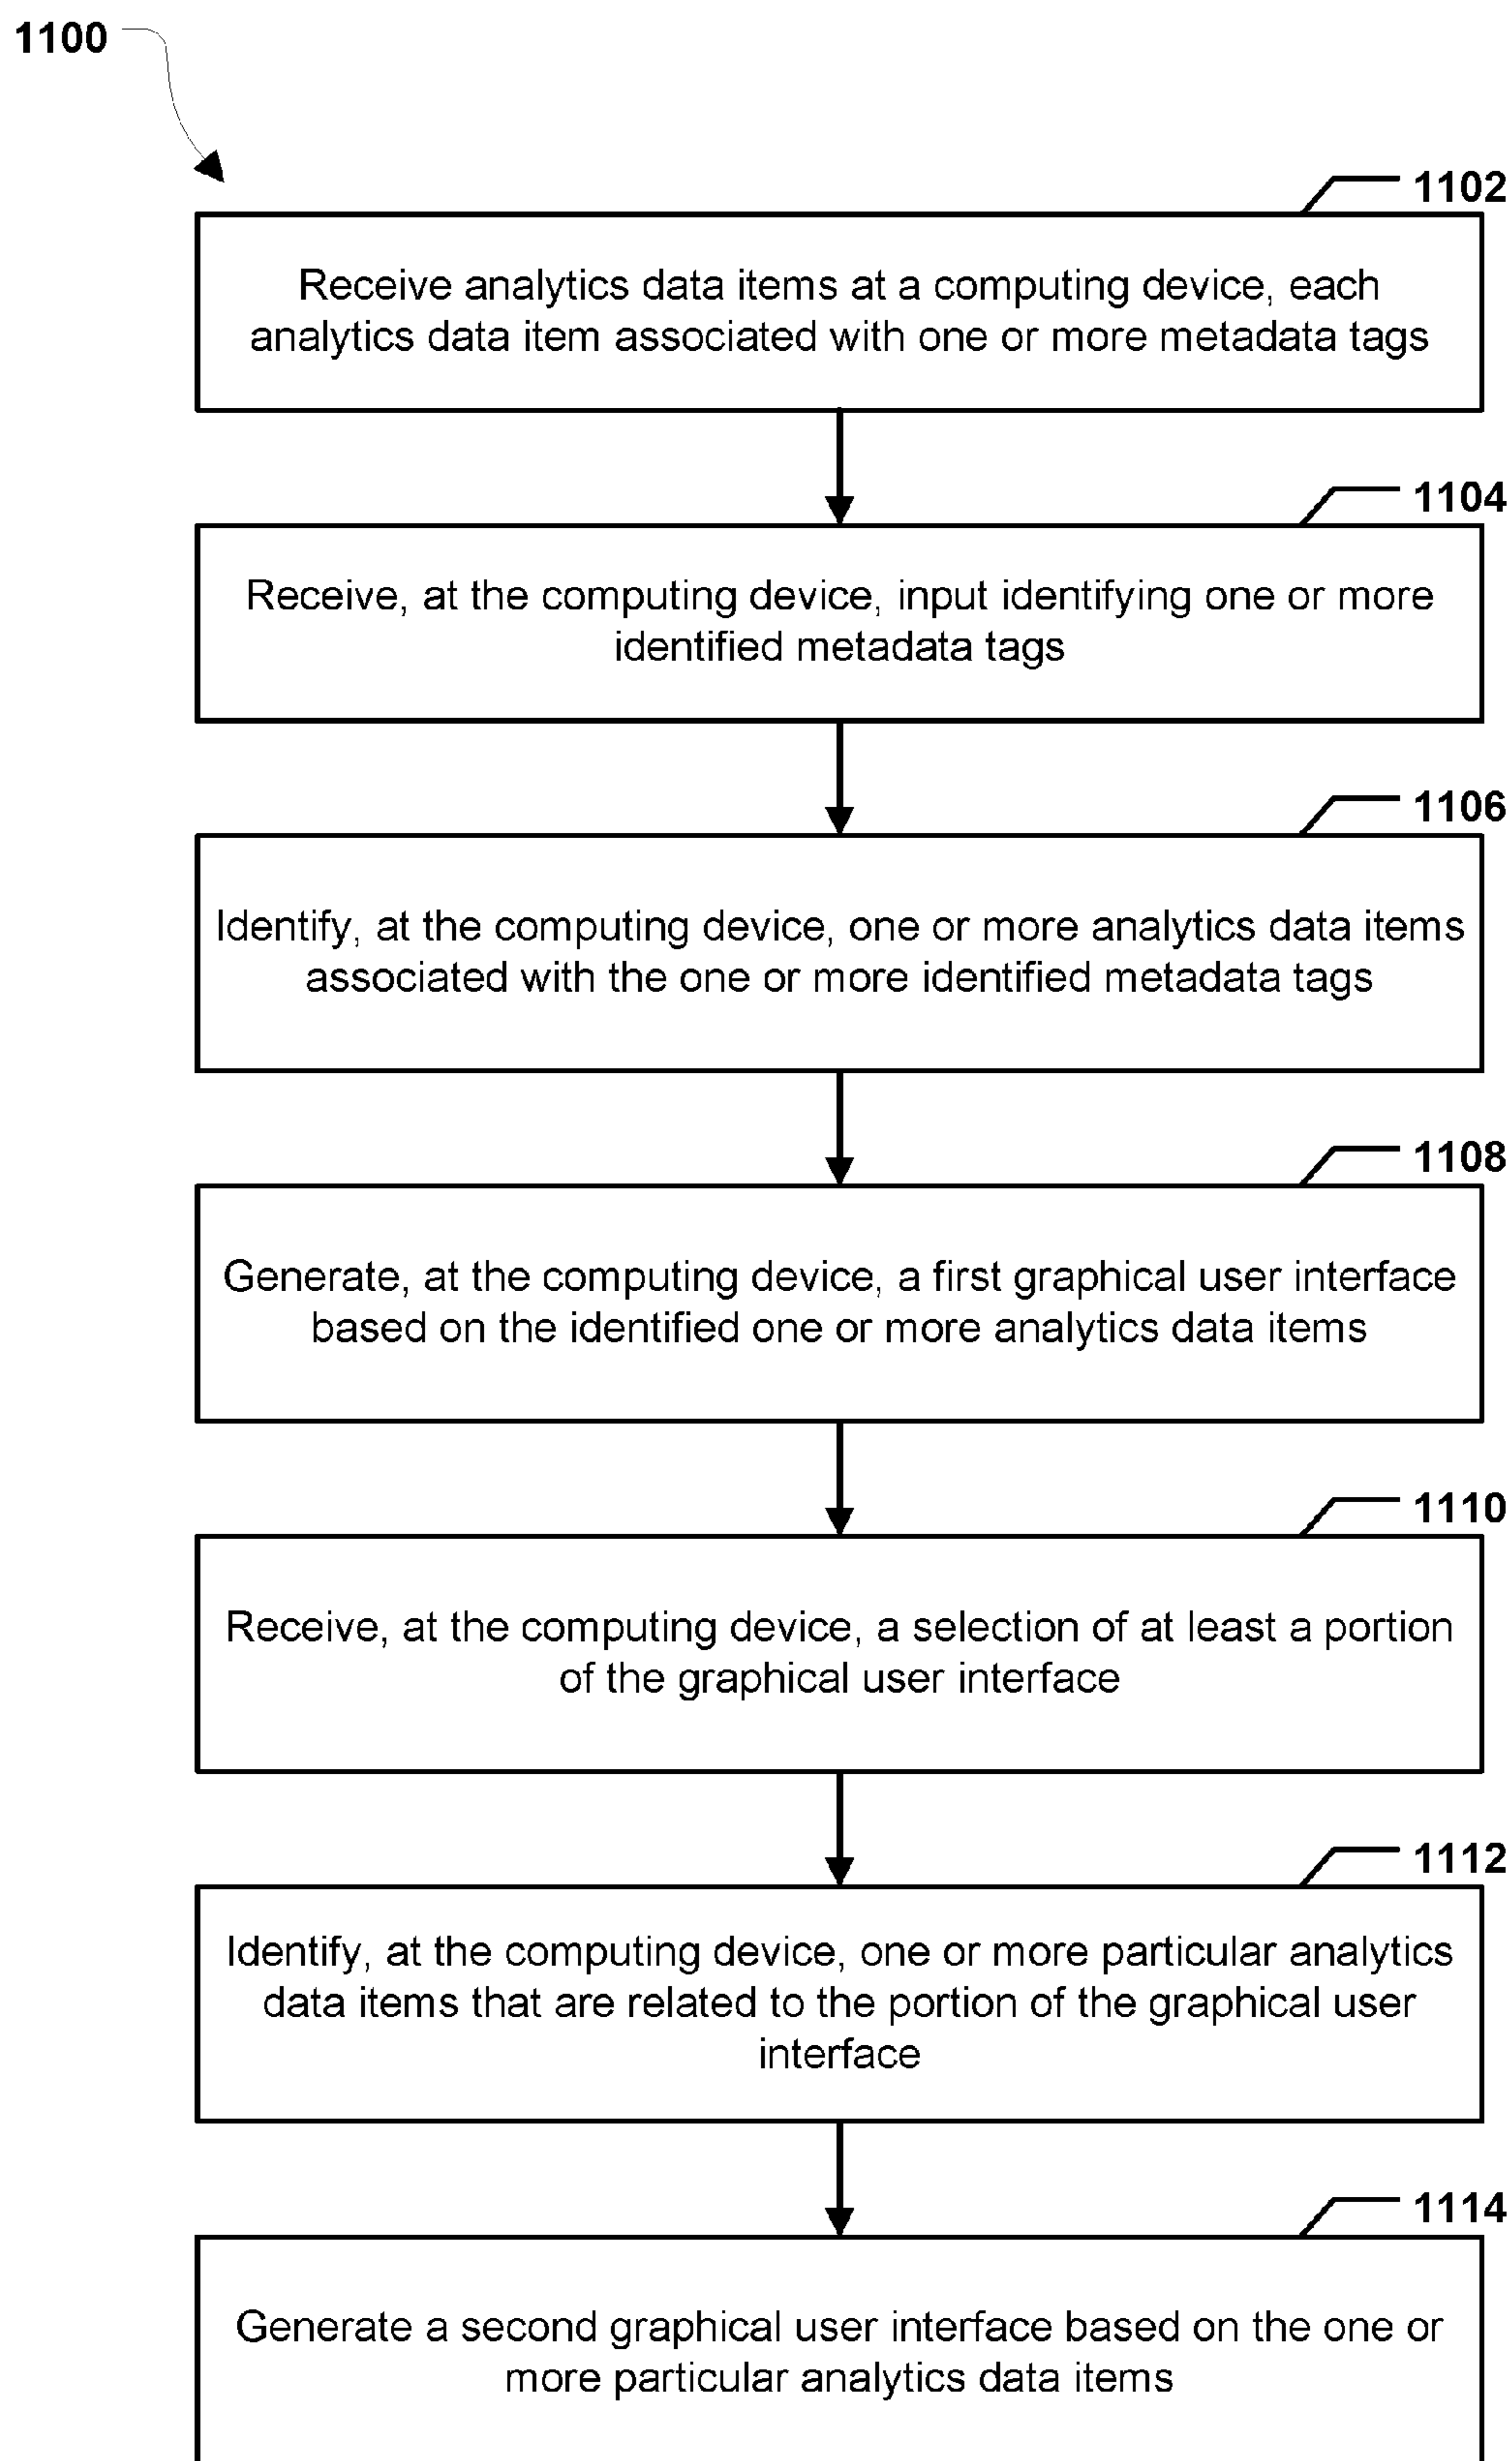 1100
1102
Receive analytics data items at a computing device, each
analytics data item associated with one or more metadata tags
1104
Receive, at the computing device, input identifying one or more
identified metadata tags
1106
Identify, at the computing device, one or more analytics data items
associated with the one or more identified metadata tags
1108
Generate, at the computing device, a first graphical user interface
based on the identified one or more analytics data items
1110
Receive, at the computing device, a selection of at least a portion
of the graphical user interface
1112
Identify, at the computing device, one or more particular analytics
data items that are related to the portion of the graphical user
interface
1114
Generate a second graphical user interface based on the one or
more particular analytics data items